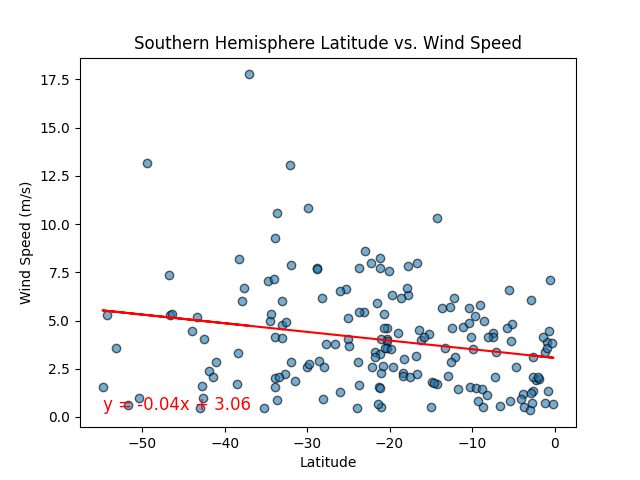 Southern Hemisphere Latitude vs. Wind Speed
17.5
15.0
12.5
10.0
7.5
5.0
2.5
0.0
Wind Speed (m/s)
y = -0.04x + 3.06
−50 −40 −30 −20 −10 0
Latitude